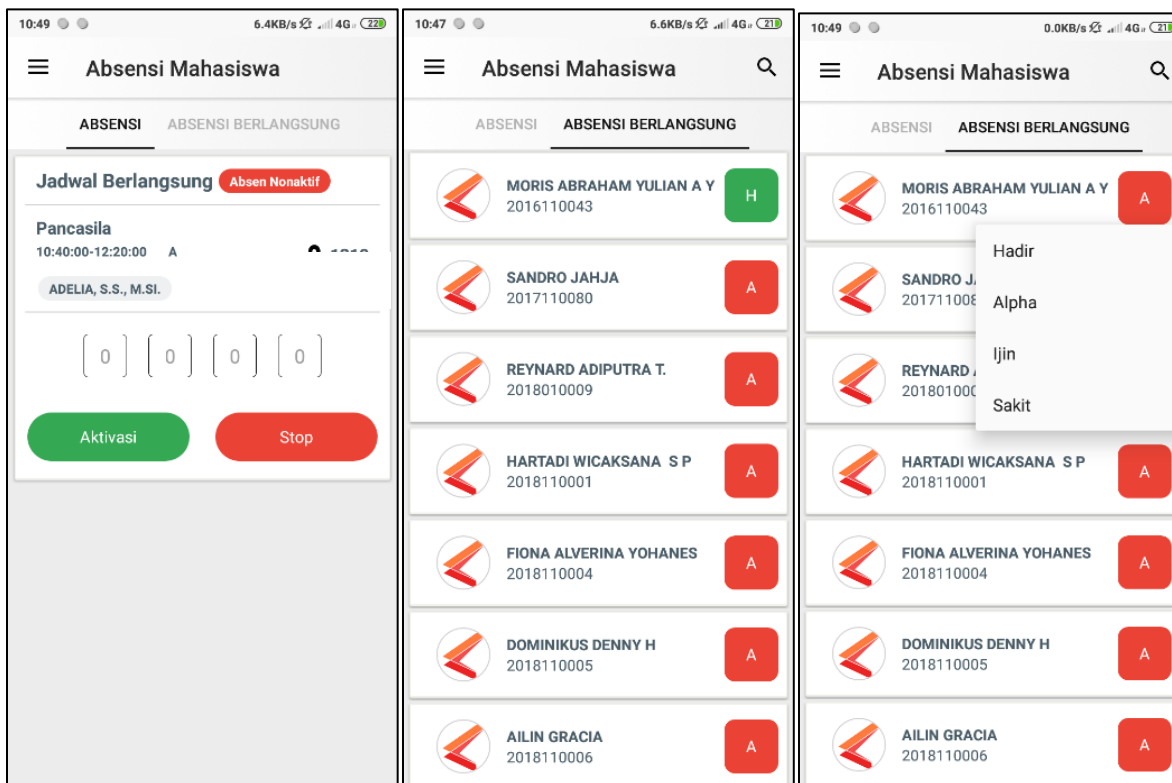 10:49 6.4KB/s 4G 22
Absensi Mahasiswa
ABSENSI ABSENSI BERLANGSUNG
Jadwal Berlangsung Absen Nonaktif
Pancasila
10:40:00-12:20:00 A
ADELIA, S.S., M.SI.
0 0 0 0
Aktivasi Stop
10:47 6.6KB/s 4G 21
Absensi Mahasiswa
ABSENSI ABSENSI BERLANGSUNG
MORIS ABRAHAM YULIAN A Y
2016110043
H
SANDRO JAHJA
2017110080
A
REYNARD ADIPUTRA T.
2018010009
A
HARTADI WICAKSANA S P
2018110001
A
FIONA ALVERINA YOHANES
2018110004
A
DOMINIKUS DENNY H
2018110005
A
AILIN GRACIA
2018110006
A
10:49 0.0KB/s 4G 21
Absensi Mahasiswa
ABSENSI ABSENSI BERLANGSUNG
MORIS ABRAHAM YULIAN A Y
2016110043
A
Hadir
Alpha
Ijin
Sakit
SANDRO
REYNARD
HARTADI WICAKSANA S P
2018110001
A
FIONA ALVERINA YOHANES
2018110004
A
DOMINIKUS DENNY H
2018110005
A
AILIN GRACIA
2018110006
A